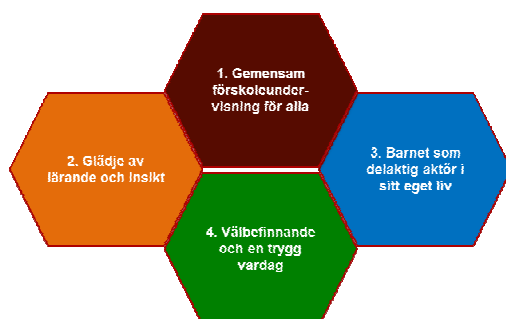 1. Gemensam
förskoleunder-
visning för alla
2. Glädje av
lärande och insikt
3. Barnet som
delaktig aktör i
sitt eget liv
4. Välbefinnande
och en trygg
vardag